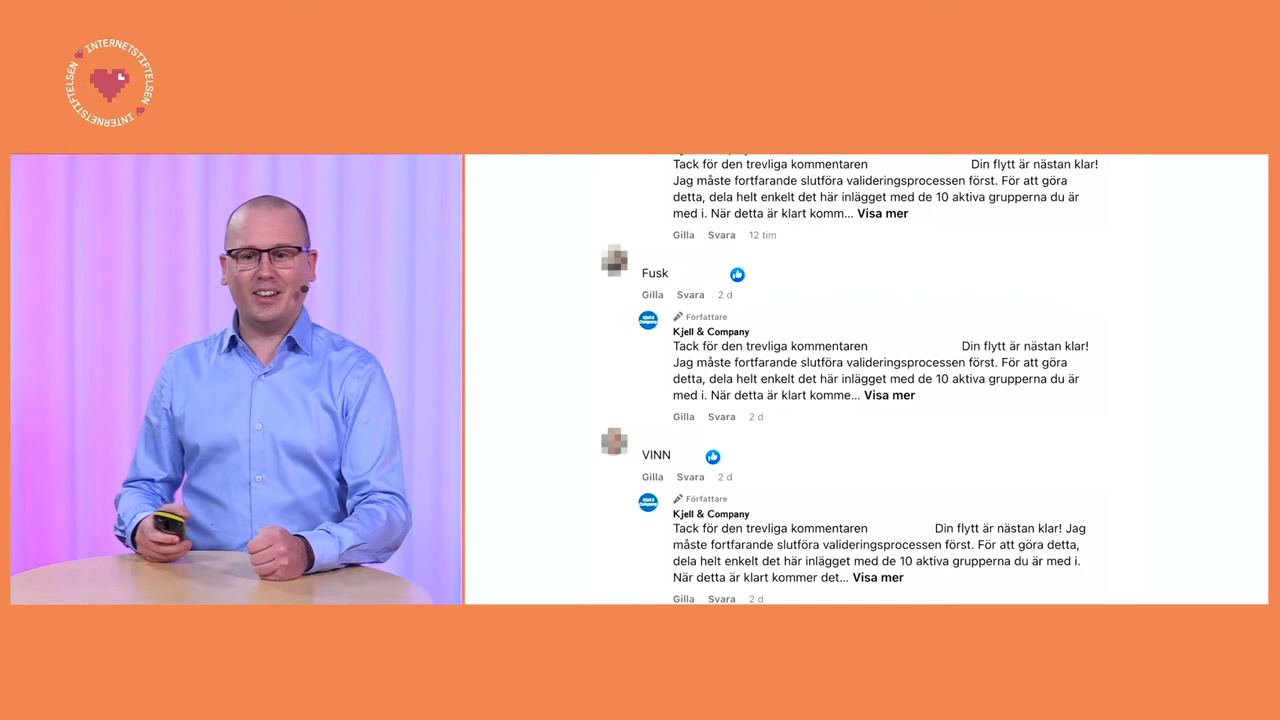 INTERNETSTIFTELSEN
INTERNETSTIFTELSEN
Tack för den trevliga kommentaren Din flytt är nästan klar!
Jag måste fortfarande slutföra valideringsprocessen först. För att göra
detta, dela helt enkelt det här inlägget med de 10 aktiva grupperna du är
med i. När detta är klart komm... Visa mer
Gilla Svara 12 tim
Fusk
Gilla Svara 2 d
Författare
Kjell & Company
Kjell & Company
Tack för den trevliga kommentaren Din flytt är nästan klar!
Jag måste fortfarande slutföra valideringsprocessen först. För att göra
detta, dela helt enkelt det här inlägget med de 10 aktiva grupperna du är
med i. När detta är klart komme... Visa mer
Gilla Svara 2 d
VINN
Gilla Svara 2 d
Författare
Kjell & Company
Kjell & Company
Tack för den trevliga kommentaren Din flytt är nästan klar! Jag
måste fortfarande slutföra valideringsprocessen först. För att göra detta,
dela helt enkelt det här inlägget med de 10 aktiva grupperna du är med i.
När detta är klart kommer det... Visa mer
Gilla Svara 2 d